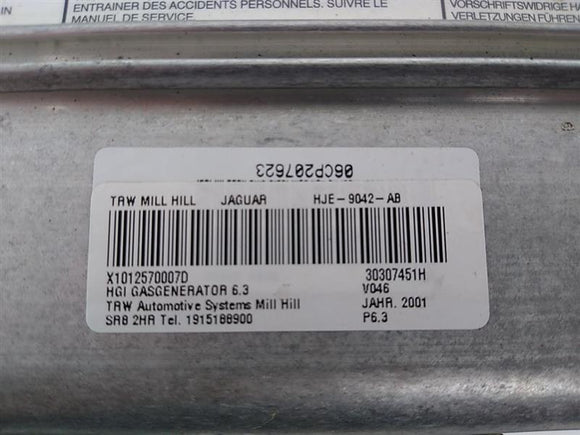 AIN
ENTRAINER DES ACCIDENTS PERSONNELS. SUIVRE LE
MANUEL DE SERVICE
VORSCHRIFTSWIDRIGE HA
VERLETZUNGEN FÜHREN
06CP207623
TRW MILL HILL JAGUAR HJE-9042-AB
X1012570007D 30307451H
HGI GASGENERATOR 6.3 V046
TRW Automotive Systems Mill Hill JAHR. 2001
SR8 2HR Tel. 1915188900 P6.3